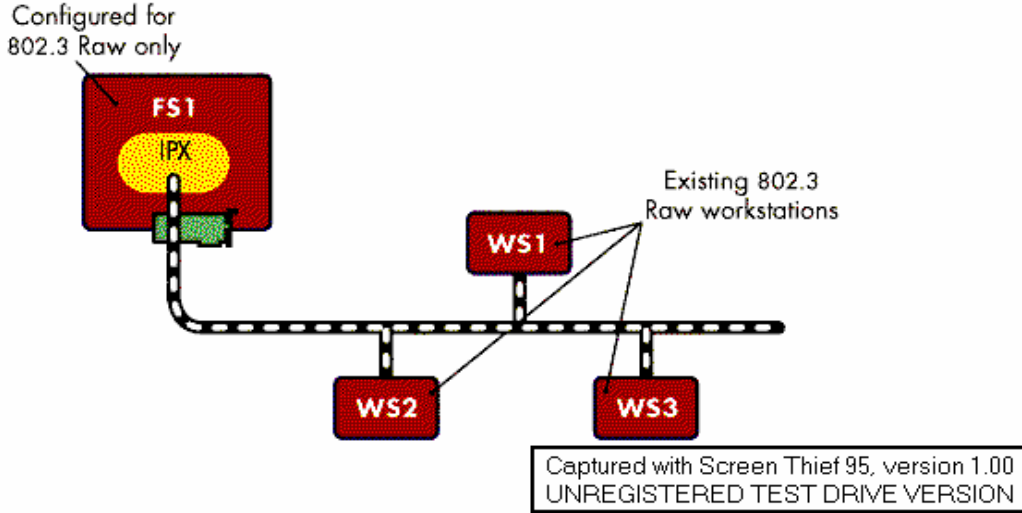 Configured for
802.3 Raw only
FS1
IPX
Existing 802.3
Raw workstations
WS1
WS2
WS3
Captured with Screen Thief 95, version 1.00
UNREGISTERED TEST DRIVE VERSION